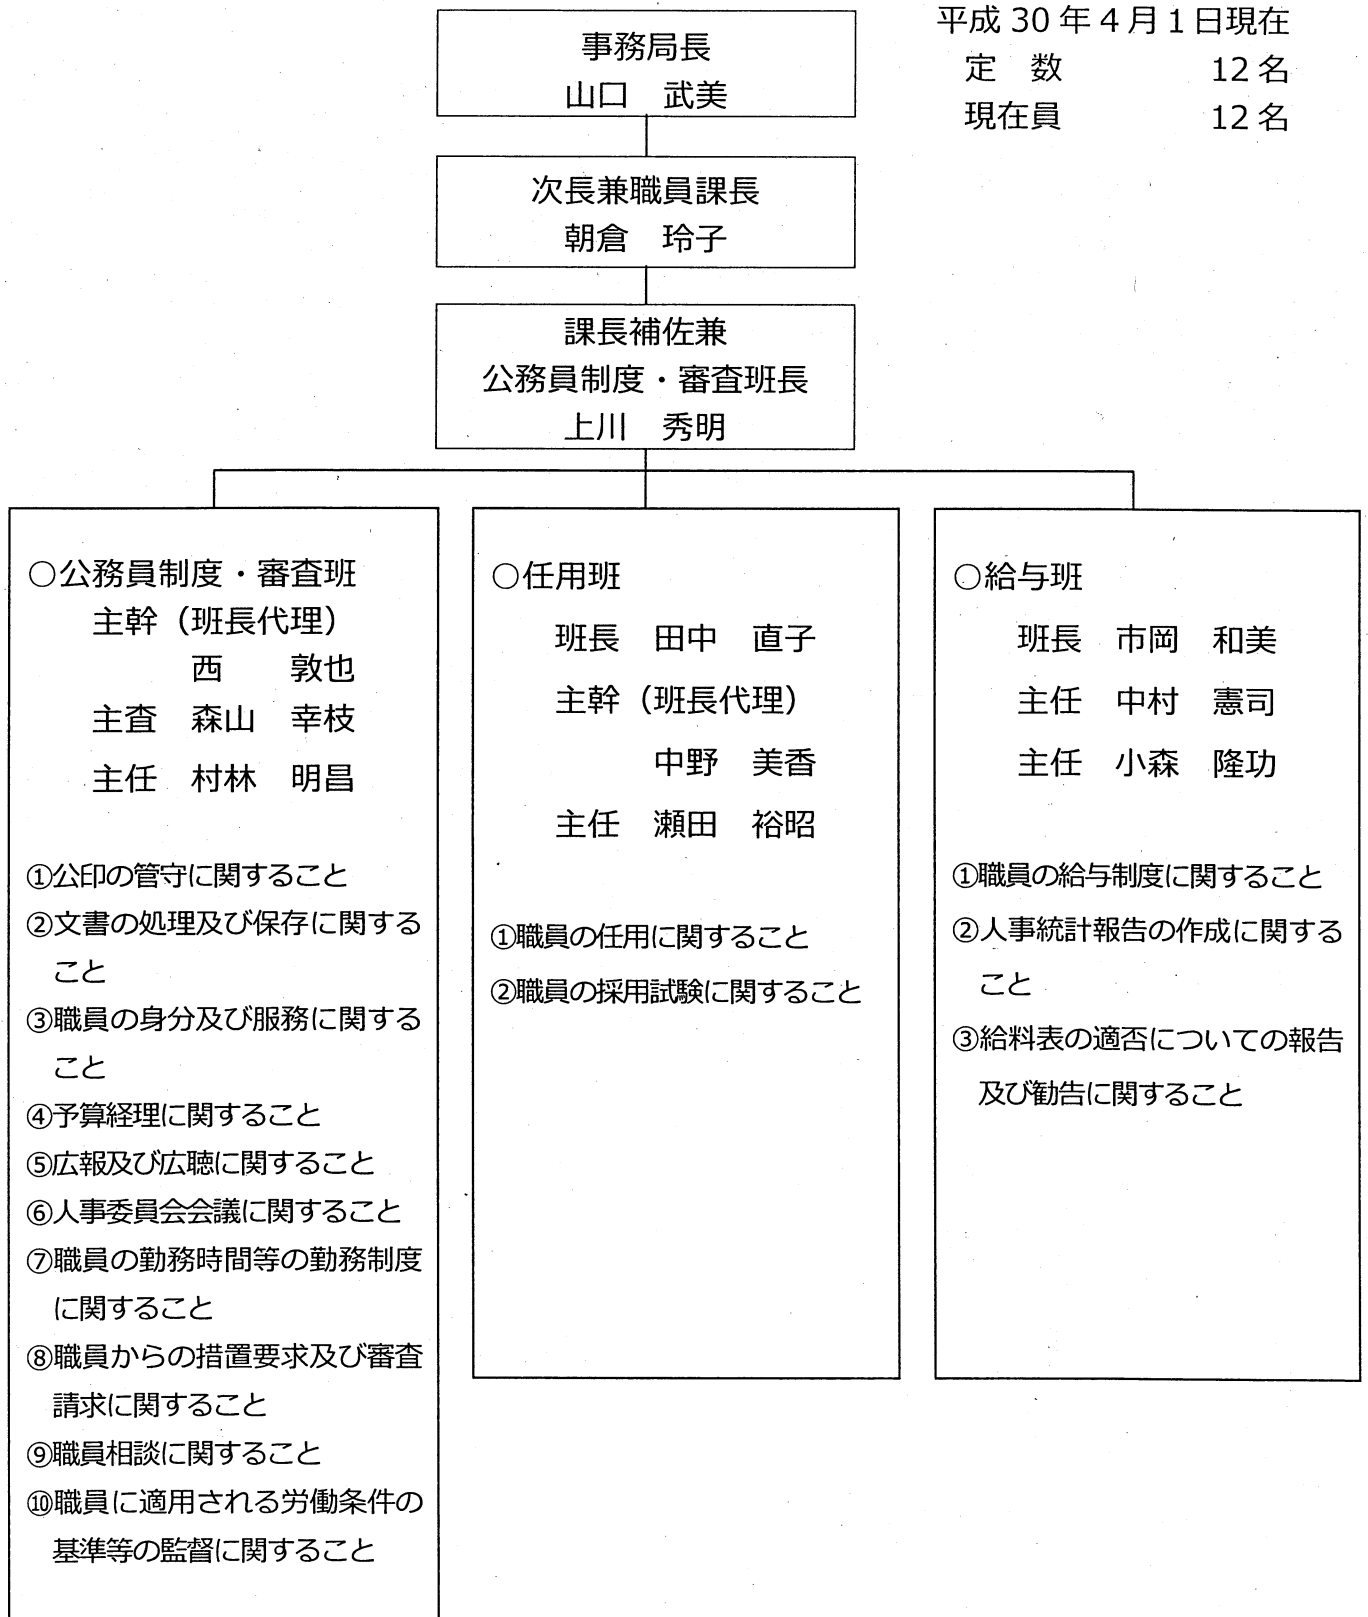 平成 30 年 4 月 1 日現在
定　数　12 名
現在員　12 名
事務局長
山口　武美
次長兼職員課長
朝倉　玲子
課長補佐兼
公務員制度・審査班長
上川　秀明
○公務員制度・審査班
主幹（班長代理）
西　　敦也
主査　森山　幸枝
主任　村林　明昌
①公印の管守に関すること
②文書の処理及び保存に関する
こと
③職員の身分及び服務に関する
こと
④予算経理に関すること
⑤広報及び広聴に関すること
⑥人事委員会会議に関すること
⑦職員の勤務時間等の勤務制度
に関すること
⑧職員からの措置要求及び審査
請求に関すること
⑨職員相談に関すること
⑩職員に適用される労働条件の
基準等の監督に関すること
○任用班
班長　田中　直子
主幹（班長代理）
中野　美香
主任　瀬田　裕昭
①職員の任用に関すること
②職員の採用試験に関すること
○給与班
班長　市岡　和美
主任　中村　憲司
主任　小森　隆功
①職員の給与制度に関すること
②人事統計報告の作成に関する
こと
③給料表の適否についての報告
及び勧告に関すること